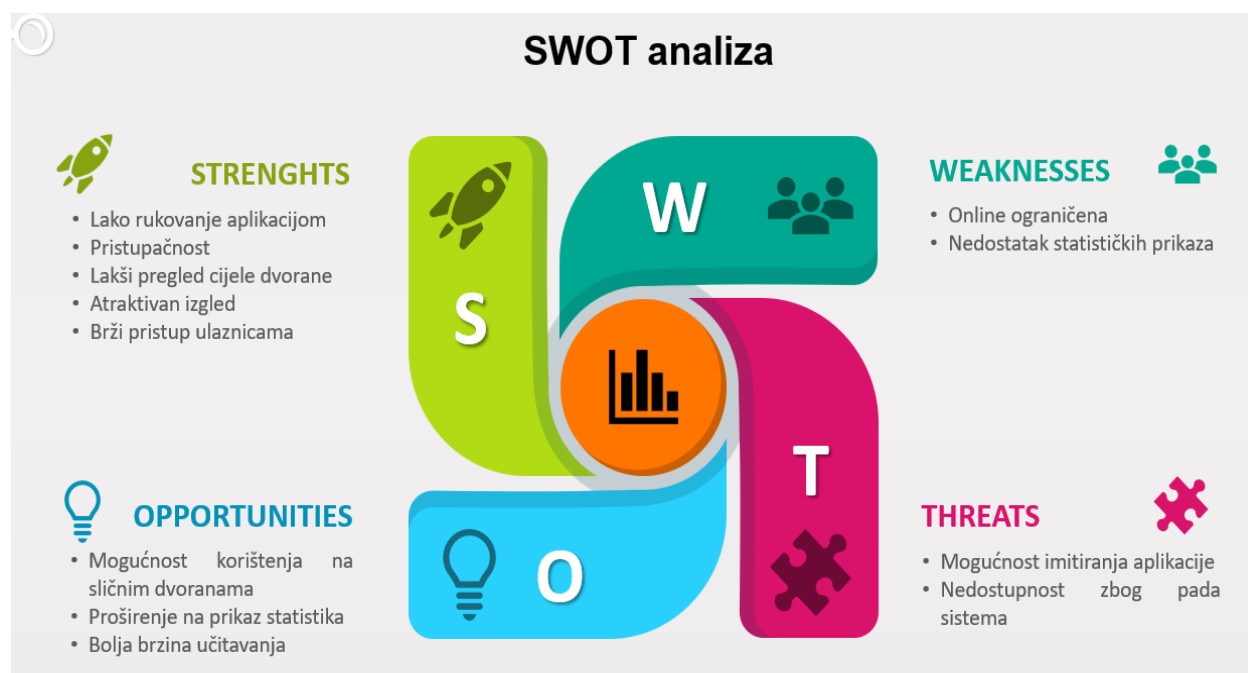 SWOT analiza
STRENGHTS
• Lako rukovanje aplikacijom
• Pristupačnost
• Lakši pregled cijele dvorane
• Atraktivan izgled
• Brži pristup ulaznicama
S
W
WEAKNESSES
• Online ograničena
• Nedostatak statističkih prikaza
OPPORTUNITIES
• Mogućnost korištenja na
sličnim dvoranama
• Proširenje na prikaz statistika
• Bolja brzina učitavanja
O
T
THREATS
• Mogućnost imitiranja aplikacije
• Nedostupnost zbog pada
sistema